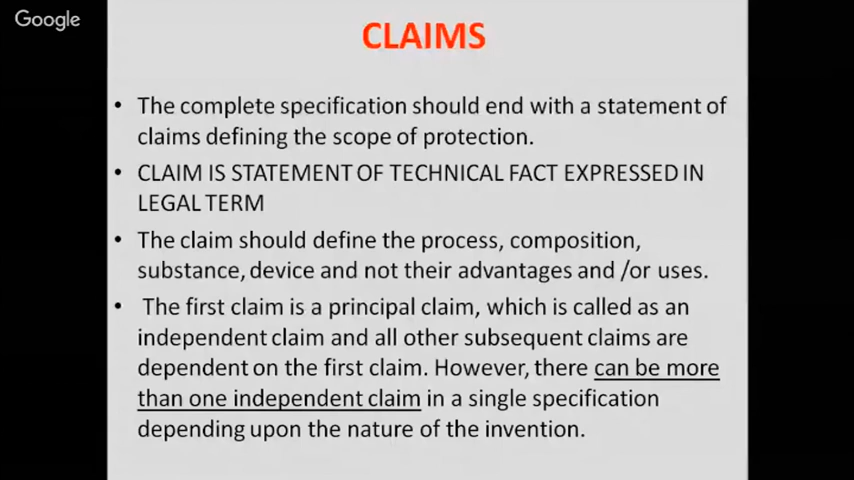 Google
CLAIMS
• The complete specification should end with a statement of
claims defining the scope of protection.
• CLAIM IS STATEMENT OF TECHNICAL FACT EXPRESSED IN
LEGAL TERM
• The claim should define the process, composition,
substance, device and not their advantages and /or uses.
• The first claim is a principal claim, which is called as an
independent claim and all other subsequent claims are
dependent on the first claim. However, there can be more
than one independent claim in a single specification
depending upon the nature of the invention.